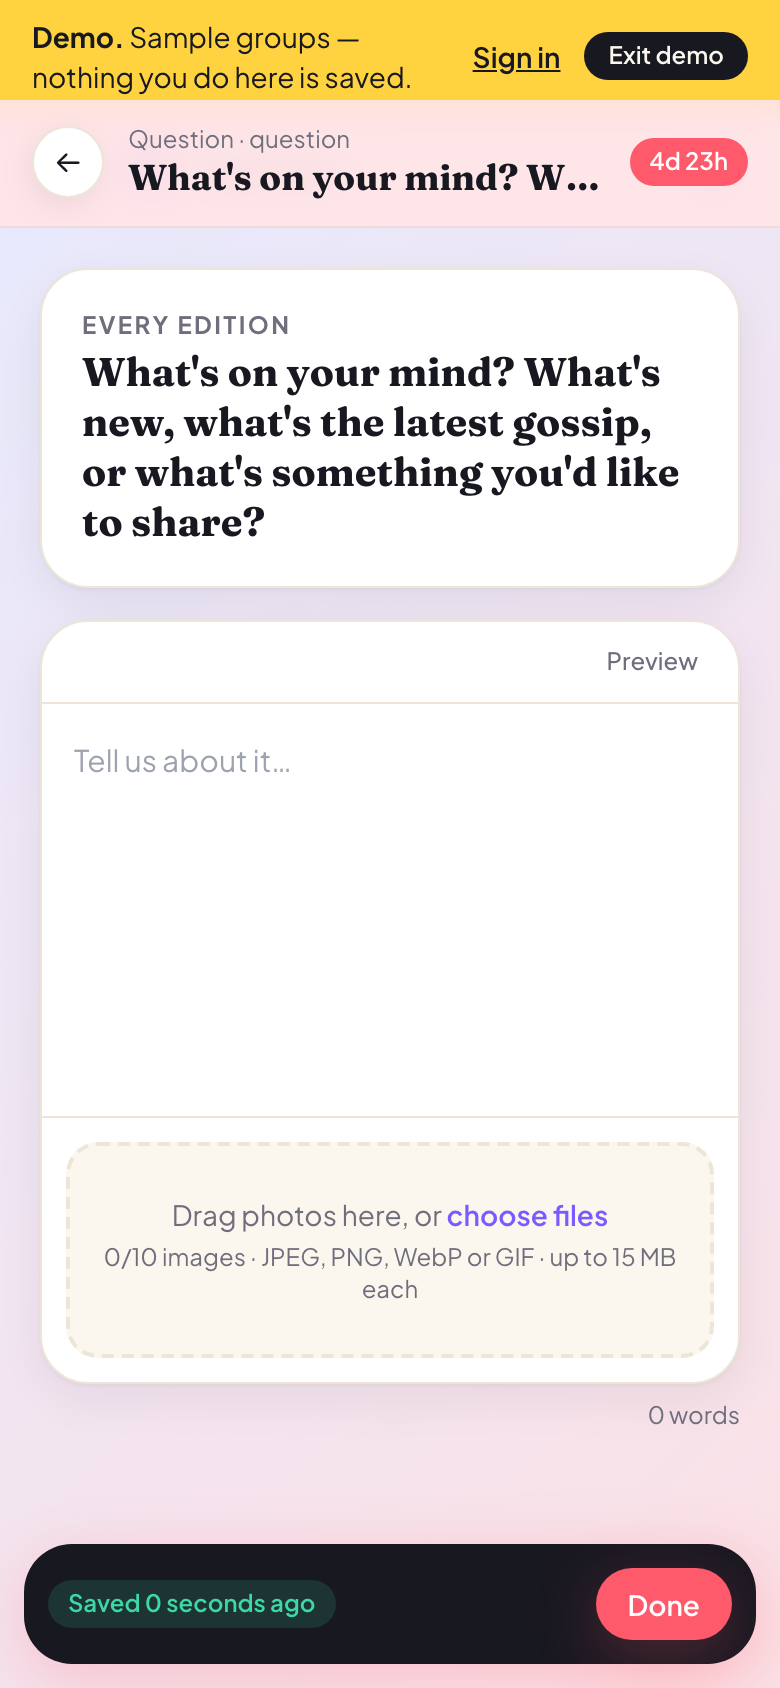 Demo. Sample groups —
nothing you do here is saved.
Sign in
Exit demo
Question · question
What's on your mind? W...
4d 23h
EVERY EDITION
What's on your mind? What's
new, what's the latest gossip,
or what's something you'd like
to share?
Preview
Tell us about it...
Drag photos here, or choose files
0/10 images · JPEG, PNG, WebP or GIF · up to 15 MB
each
0 words
Saved 0 seconds ago
Done